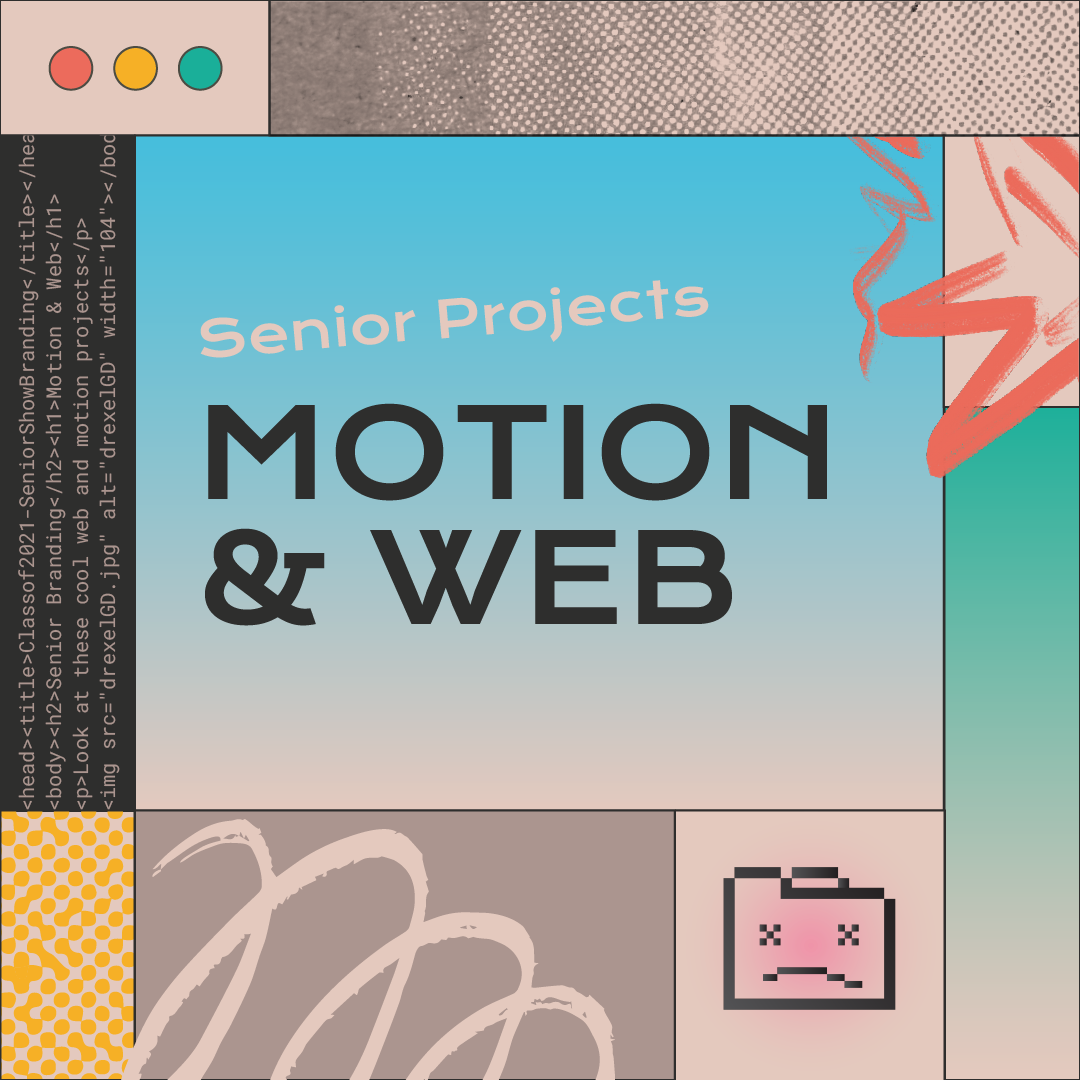 Senior Projects
MOTION
& WEB
<head><title>Classof2021-SeniorShowBranding</title></hea
<body><h2>Senior Branding</h2><h1>Motion & Web</h1>
<p>Look at these cool web and motion projects</p>
<img src="drexelGD.jpg" alt="drexelGD" width="104"></bod